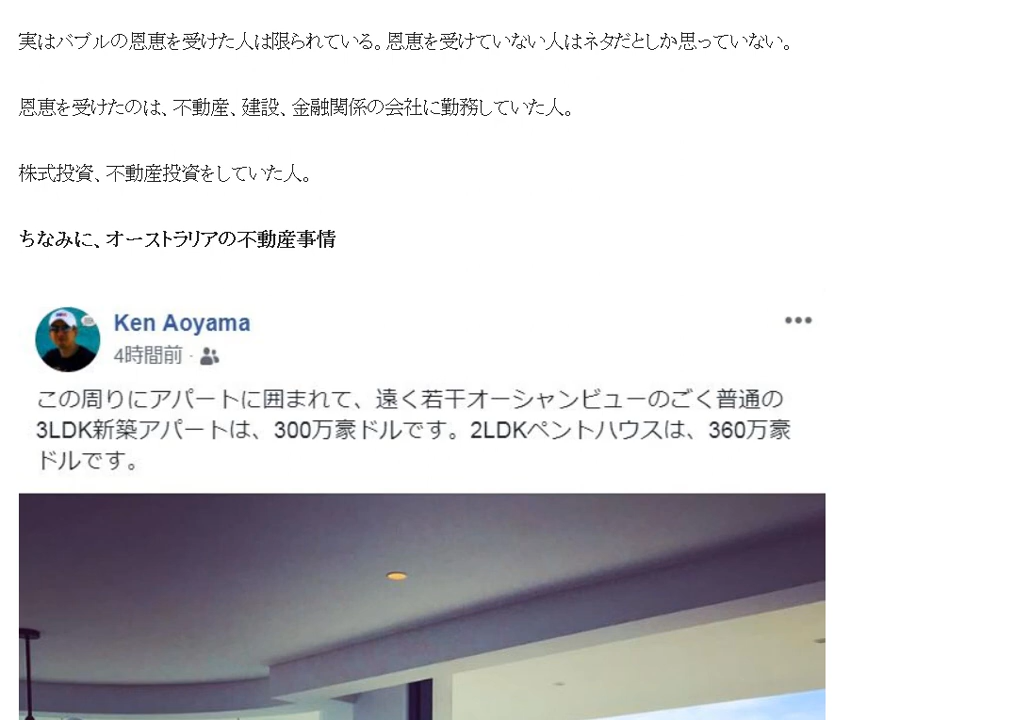 実はバブルの恩恵を受けた人は限られている。恩恵を受けていない人はネタだとしか思っていない。
恩恵を受けたのは、不動産、建設、金融関係の会社に勤務していた人。
株式投資、不動産投資をしていた人。
ちなみに、オーストラリアの不動産事情
Ken Aoyama
4時間前 ·
この周りにアパートに囲まれて、遠く若干オーシャンビューのごく普通の
3LDK新築アパートは、300万豪ドルです。2LDKペントハウスは、360万豪
ドルです。